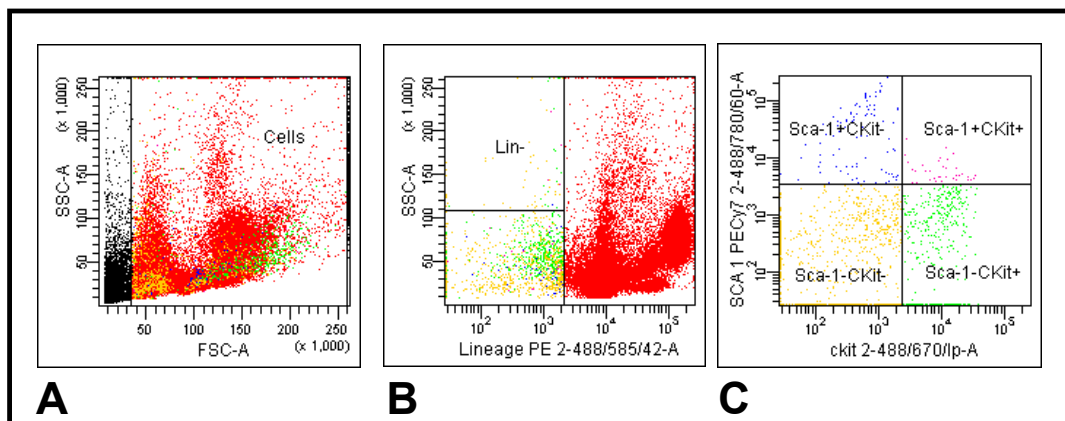 (x 1,000)
SSC-A
250
200
150
100
50
Cells
50 100 150 200 250
FSC-A
(x 1,000)
A
(x 1,000)
SSC-A
250
200
150
100
50
Lin-
10² 10³ 10⁴ 10⁵
Lineage PE 2-488/585/42-A
B
SCA 1 PECy7 2-488/780/60-A
10⁵
10⁴
10³
10²
Sca-1+CKit- Sca-1+CKit+
Sca-1-CKit- Sca-1-CKit+
10² 10³ 10⁴ 10⁵
ckit 2-488/670/lp-A
C